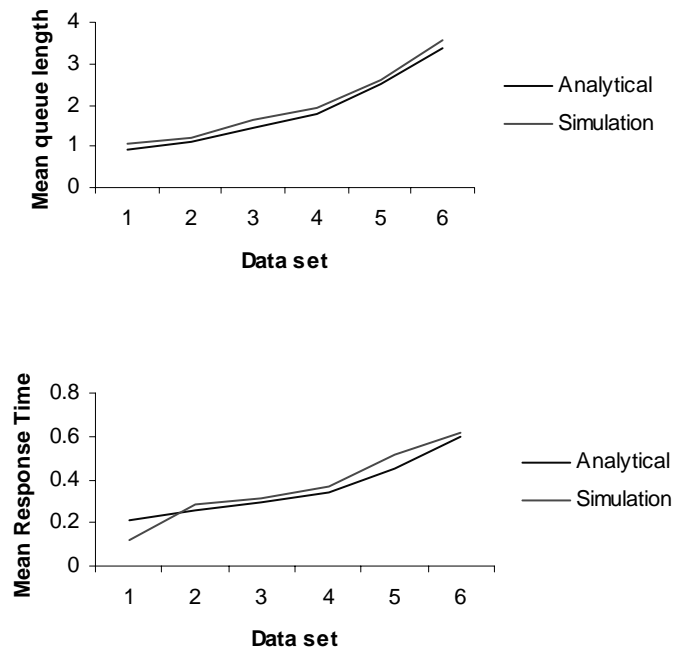 Mean queue length
4
3
2
1
0
1 2 3 4 5 6
Data set
Analytical
Simulation
Mean Response Time
0.8
0.6
0.4
0.2
0
1 2 3 4 5 6
Data set
Analytical
Simulation